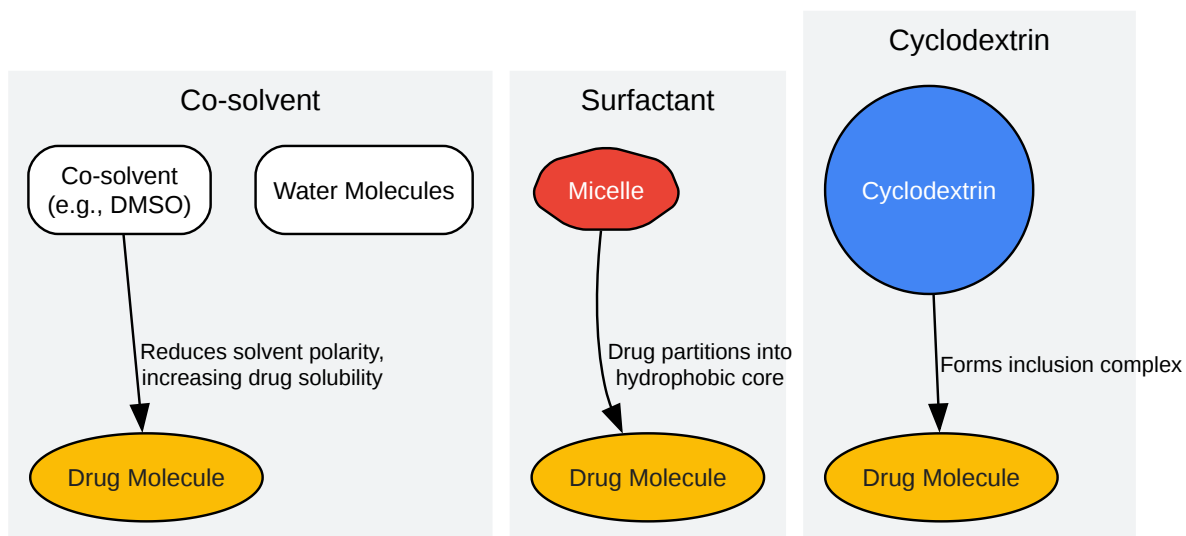 Co-solvent
Co-solvent
(e.g., DMSO)
Water Molecules
Reduces solvent polarity,
increasing drug solubility
Drug Molecule
Surfactant
Micelle
Drug partitions into
hydrophobic core
Drug Molecule
Cyclodextrin
Cyclodextrin
Forms inclusion complex
Drug Molecule